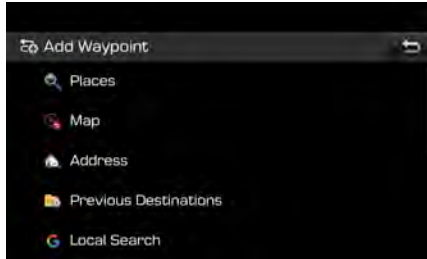 Add Waypoint
Places
Map
Address
Previous Destinations
Local Search